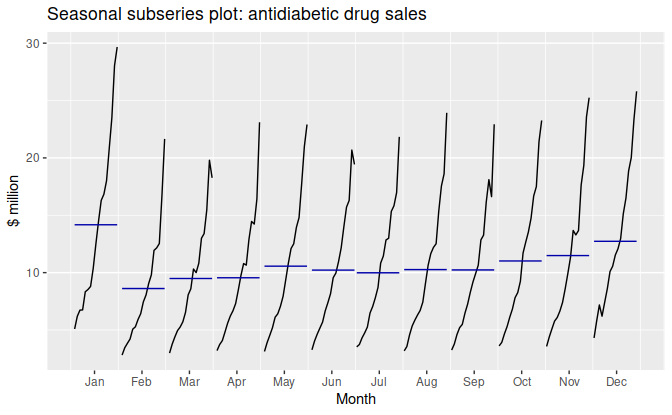 Seasonal subseries plot: antidiabetic drug sales
30
20
10
$ million
Jan Feb Mar Apr May Jun Jul Aug Sep Oct Nov Dec
Month